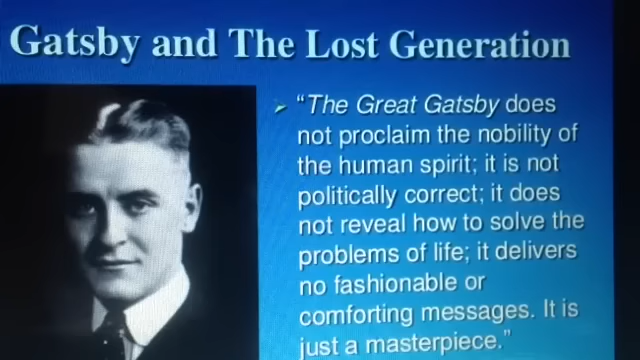 Gatsby and The Lost Generation
“The Great Gatsby does
not proclaim the nobility of
the human spirit; it is not
politically correct; it does
not reveal how to solve the
problems of life; it delivers
no fashionable or
comforting messages. It is
just a masterpiece.”